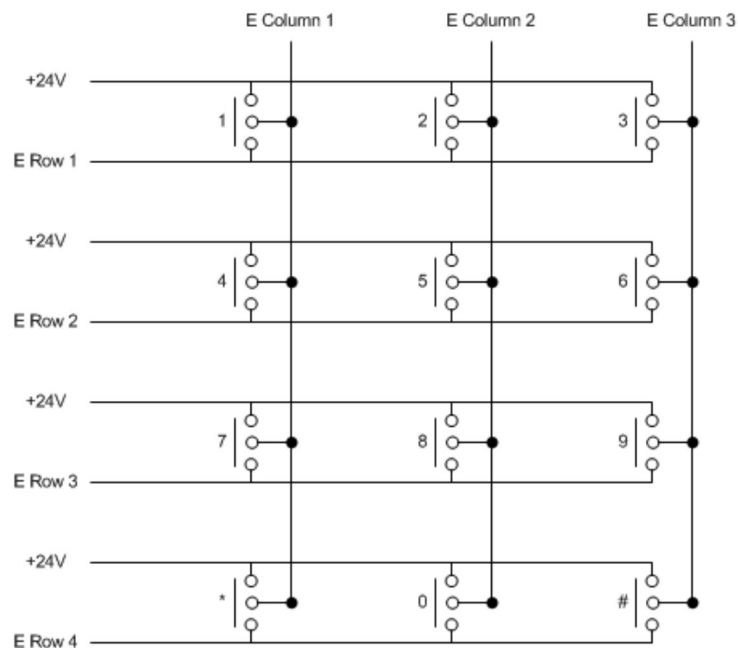 E Column 1 E Column 2 E Column 3
+24V
1 2 3
E Row 1
+24V
4 5 6
E Row 2
+24V
7 8 9
E Row 3
+24V
* 0 #
E Row 4